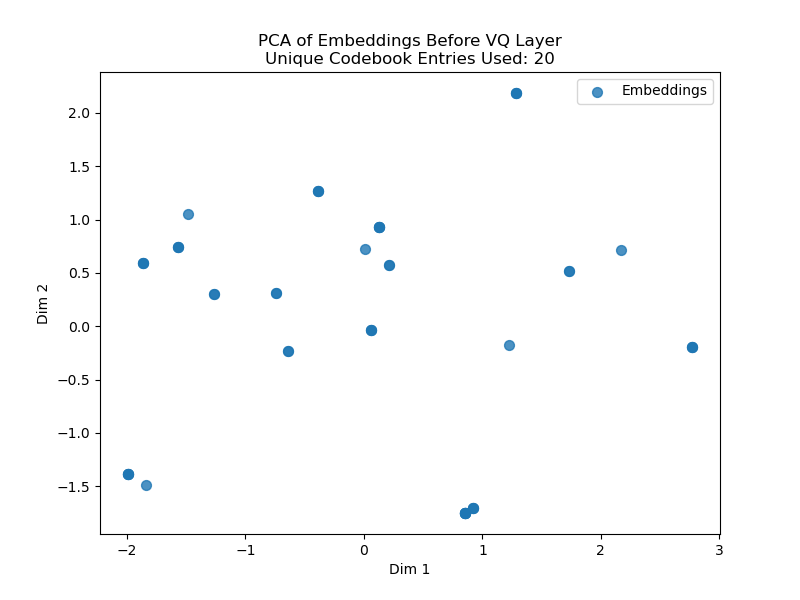 PCA of Embeddings Before VQ Layer
Unique Codebook Entries Used: 20
Embeddings
2.0
1.5
1.0
0.5
0.0
−0.5
−1.0
−1.5
Dim 2
−2
−1
0
1
2
3
Dim 1